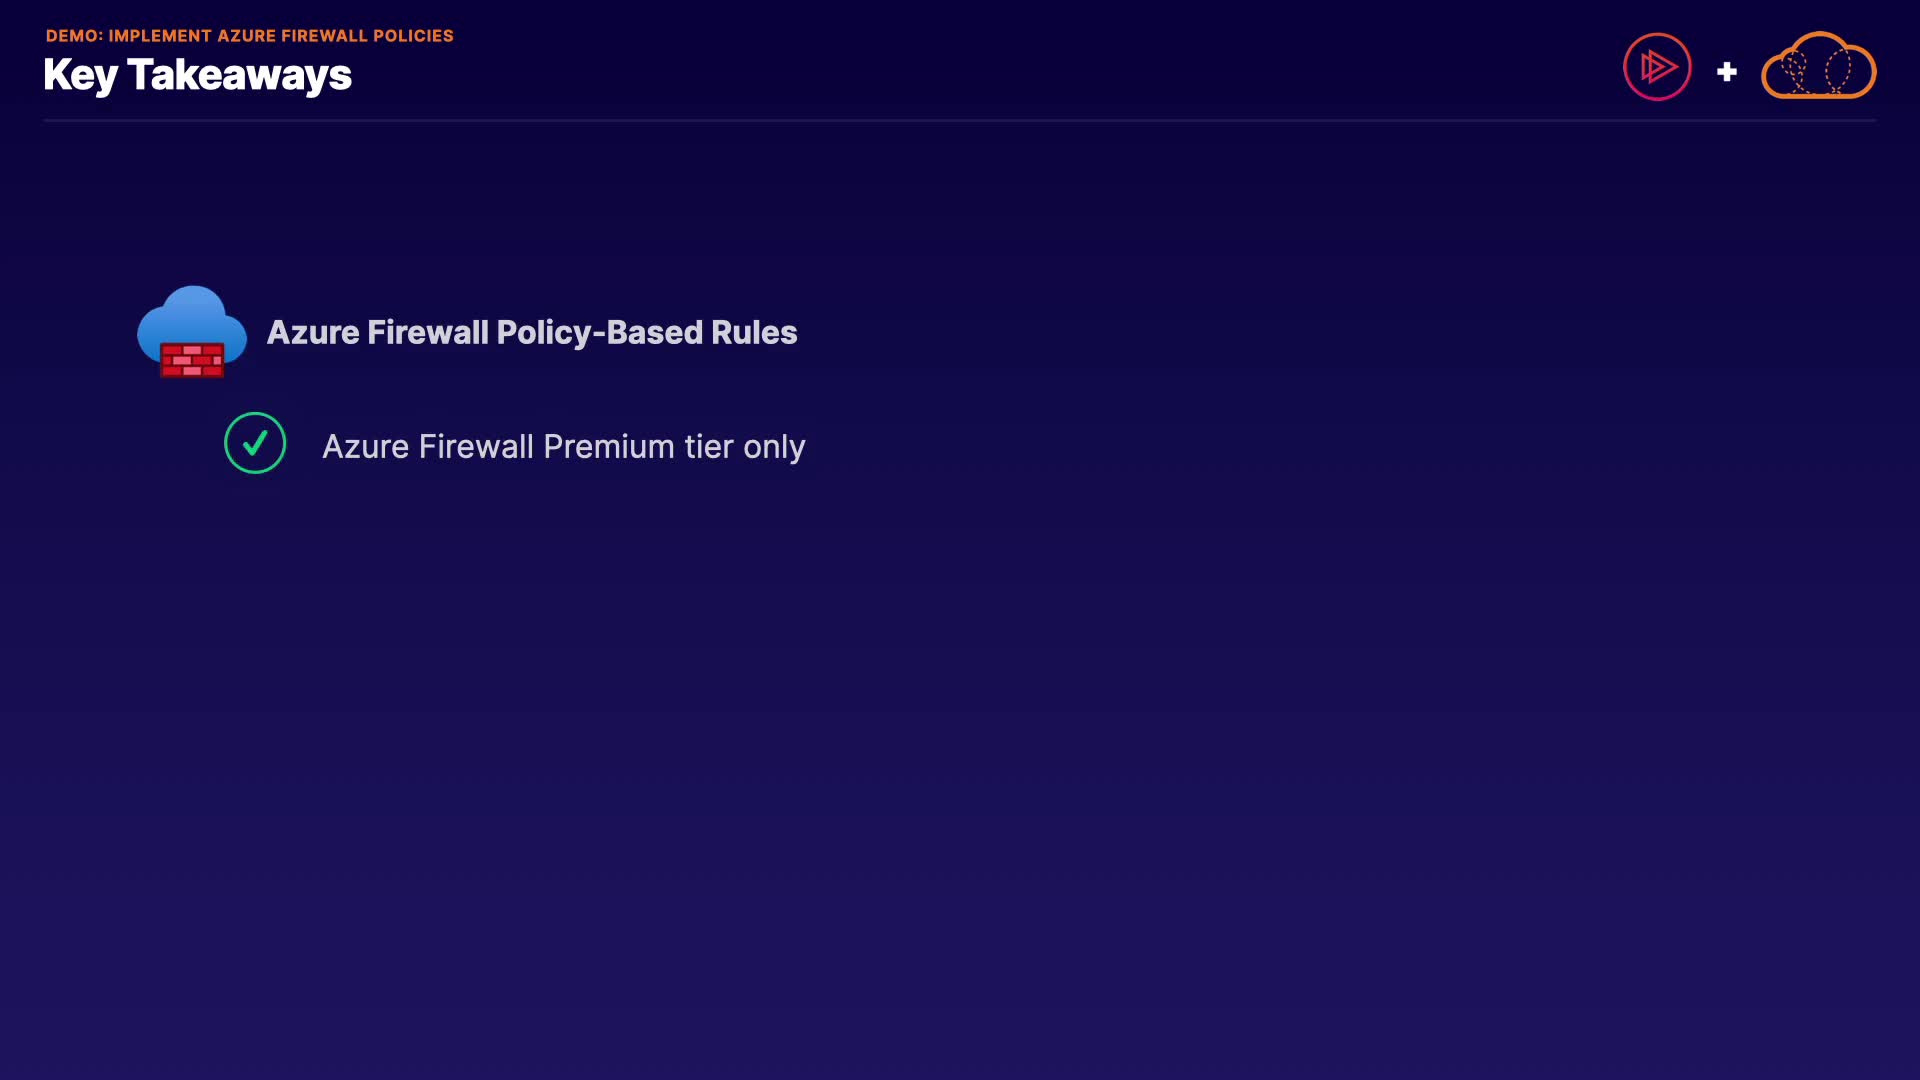 DEMO: IMPLEMENT AZURE FIREWALL POLICIES
Key Takeaways
Azure Firewall Policy-Based Rules
Azure Firewall Premium tier only